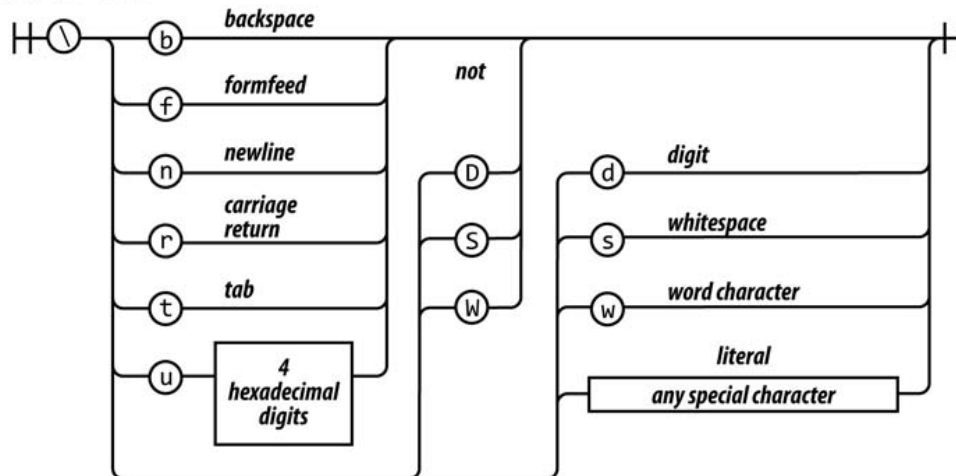 \
b
backspace
not
f
formfeed
n
newline
D
d
digit
r
carriage
return
S
s
whitespace
t
tab
W
w
word character
u
4
hexadecimal
digits
literal
any special character